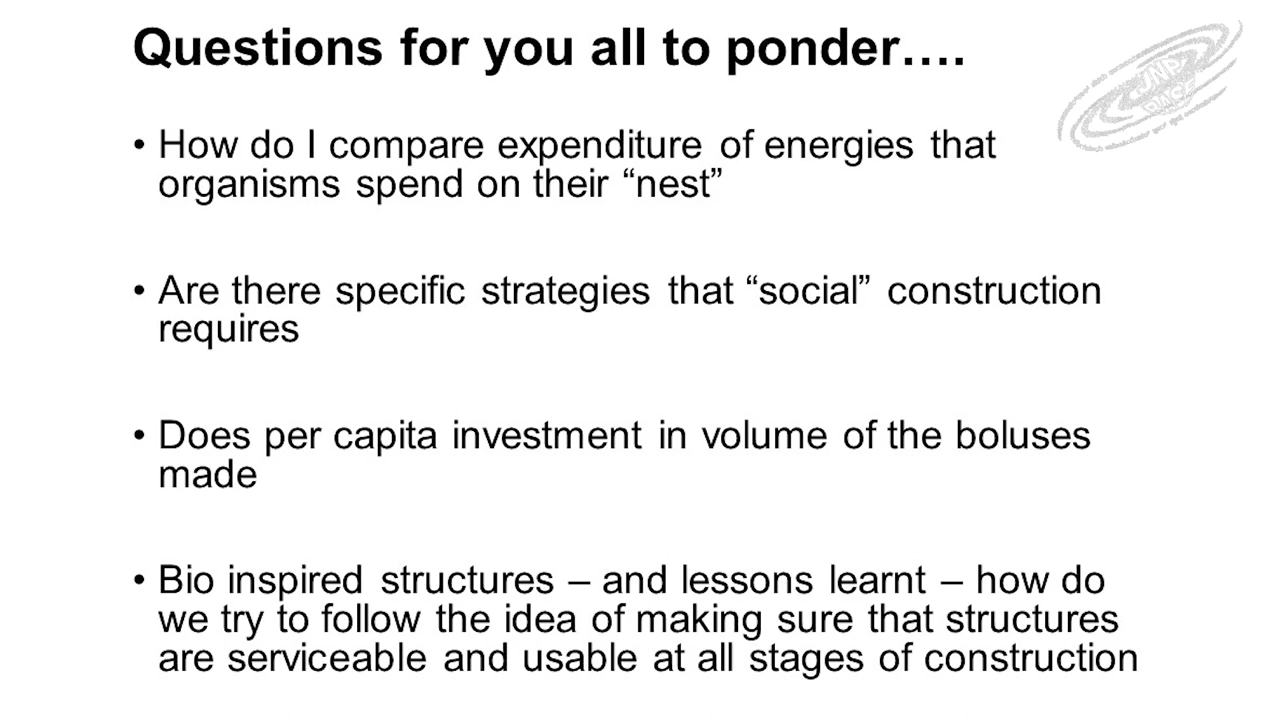 Questions for you all to ponder….
• How do I compare expenditure of energies that
organisms spend on their “nest”
• Are there specific strategies that “social” construction
requires
• Does per capita investment in volume of the boluses
made
• Bio inspired structures – and lessons learnt – how do
we try to follow the idea of making sure that structures
are serviceable and usable at all stages of construction